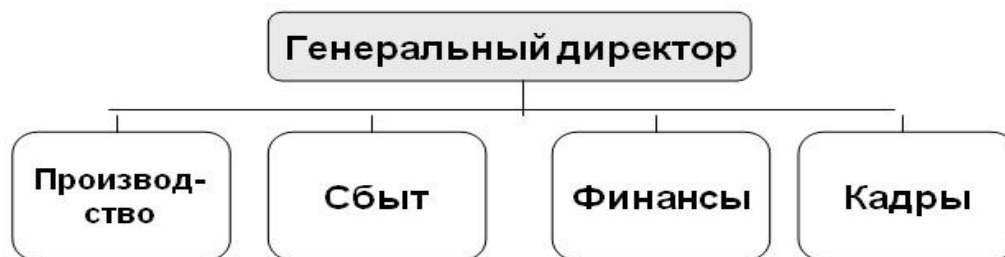 Генеральный директор
Производ-
ство
Сбыт
Финансы
Кадры